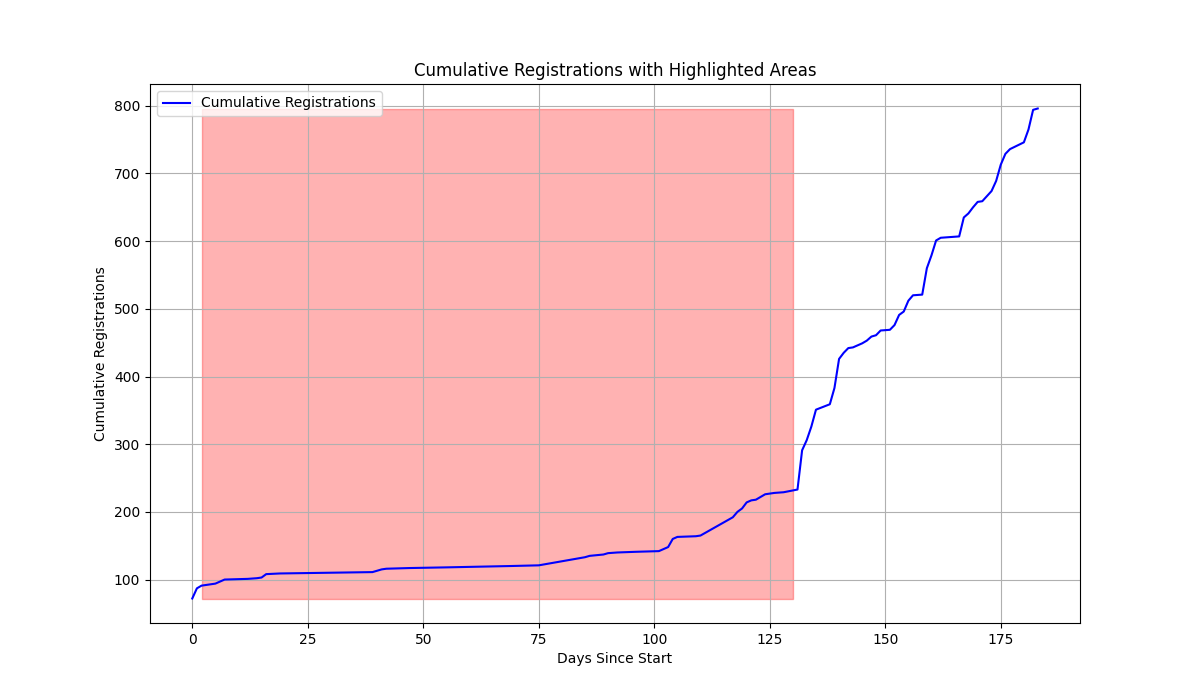 Cumulative Registrations with Highlighted Areas
Cumulative Registrations
800
700
600
500
400
300
200
100
Cumulative Registrations
0 25 50 75 100 125 150 175
Days Since Start